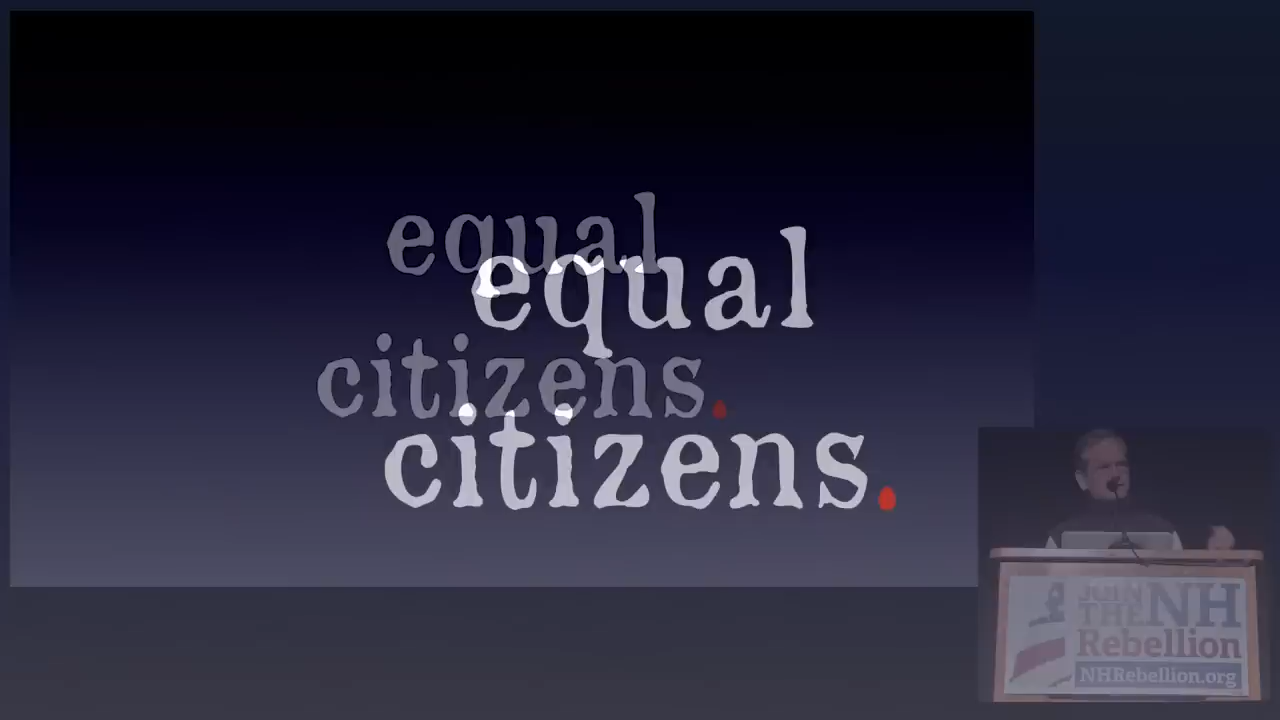 equal
equal
citizens.
citizens.
JOIN
THE NH
Rebellion
NHRebellion.org